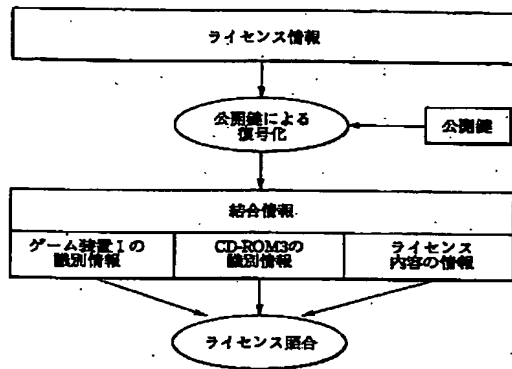 ライセンス情報
公開鍵による
復号化
公開鍵
結合情報
ゲーム装置1の
識別情報
CD-ROM3の
識別情報
ライセンス
内容の情報
ライセンス照合